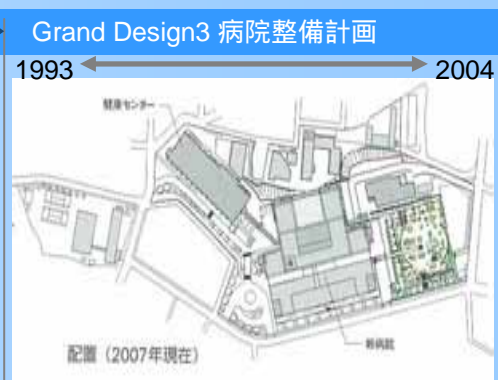 Grand Design3 病院整備計画
1993 2004
健康センター
新病院
配置（2007年現在）